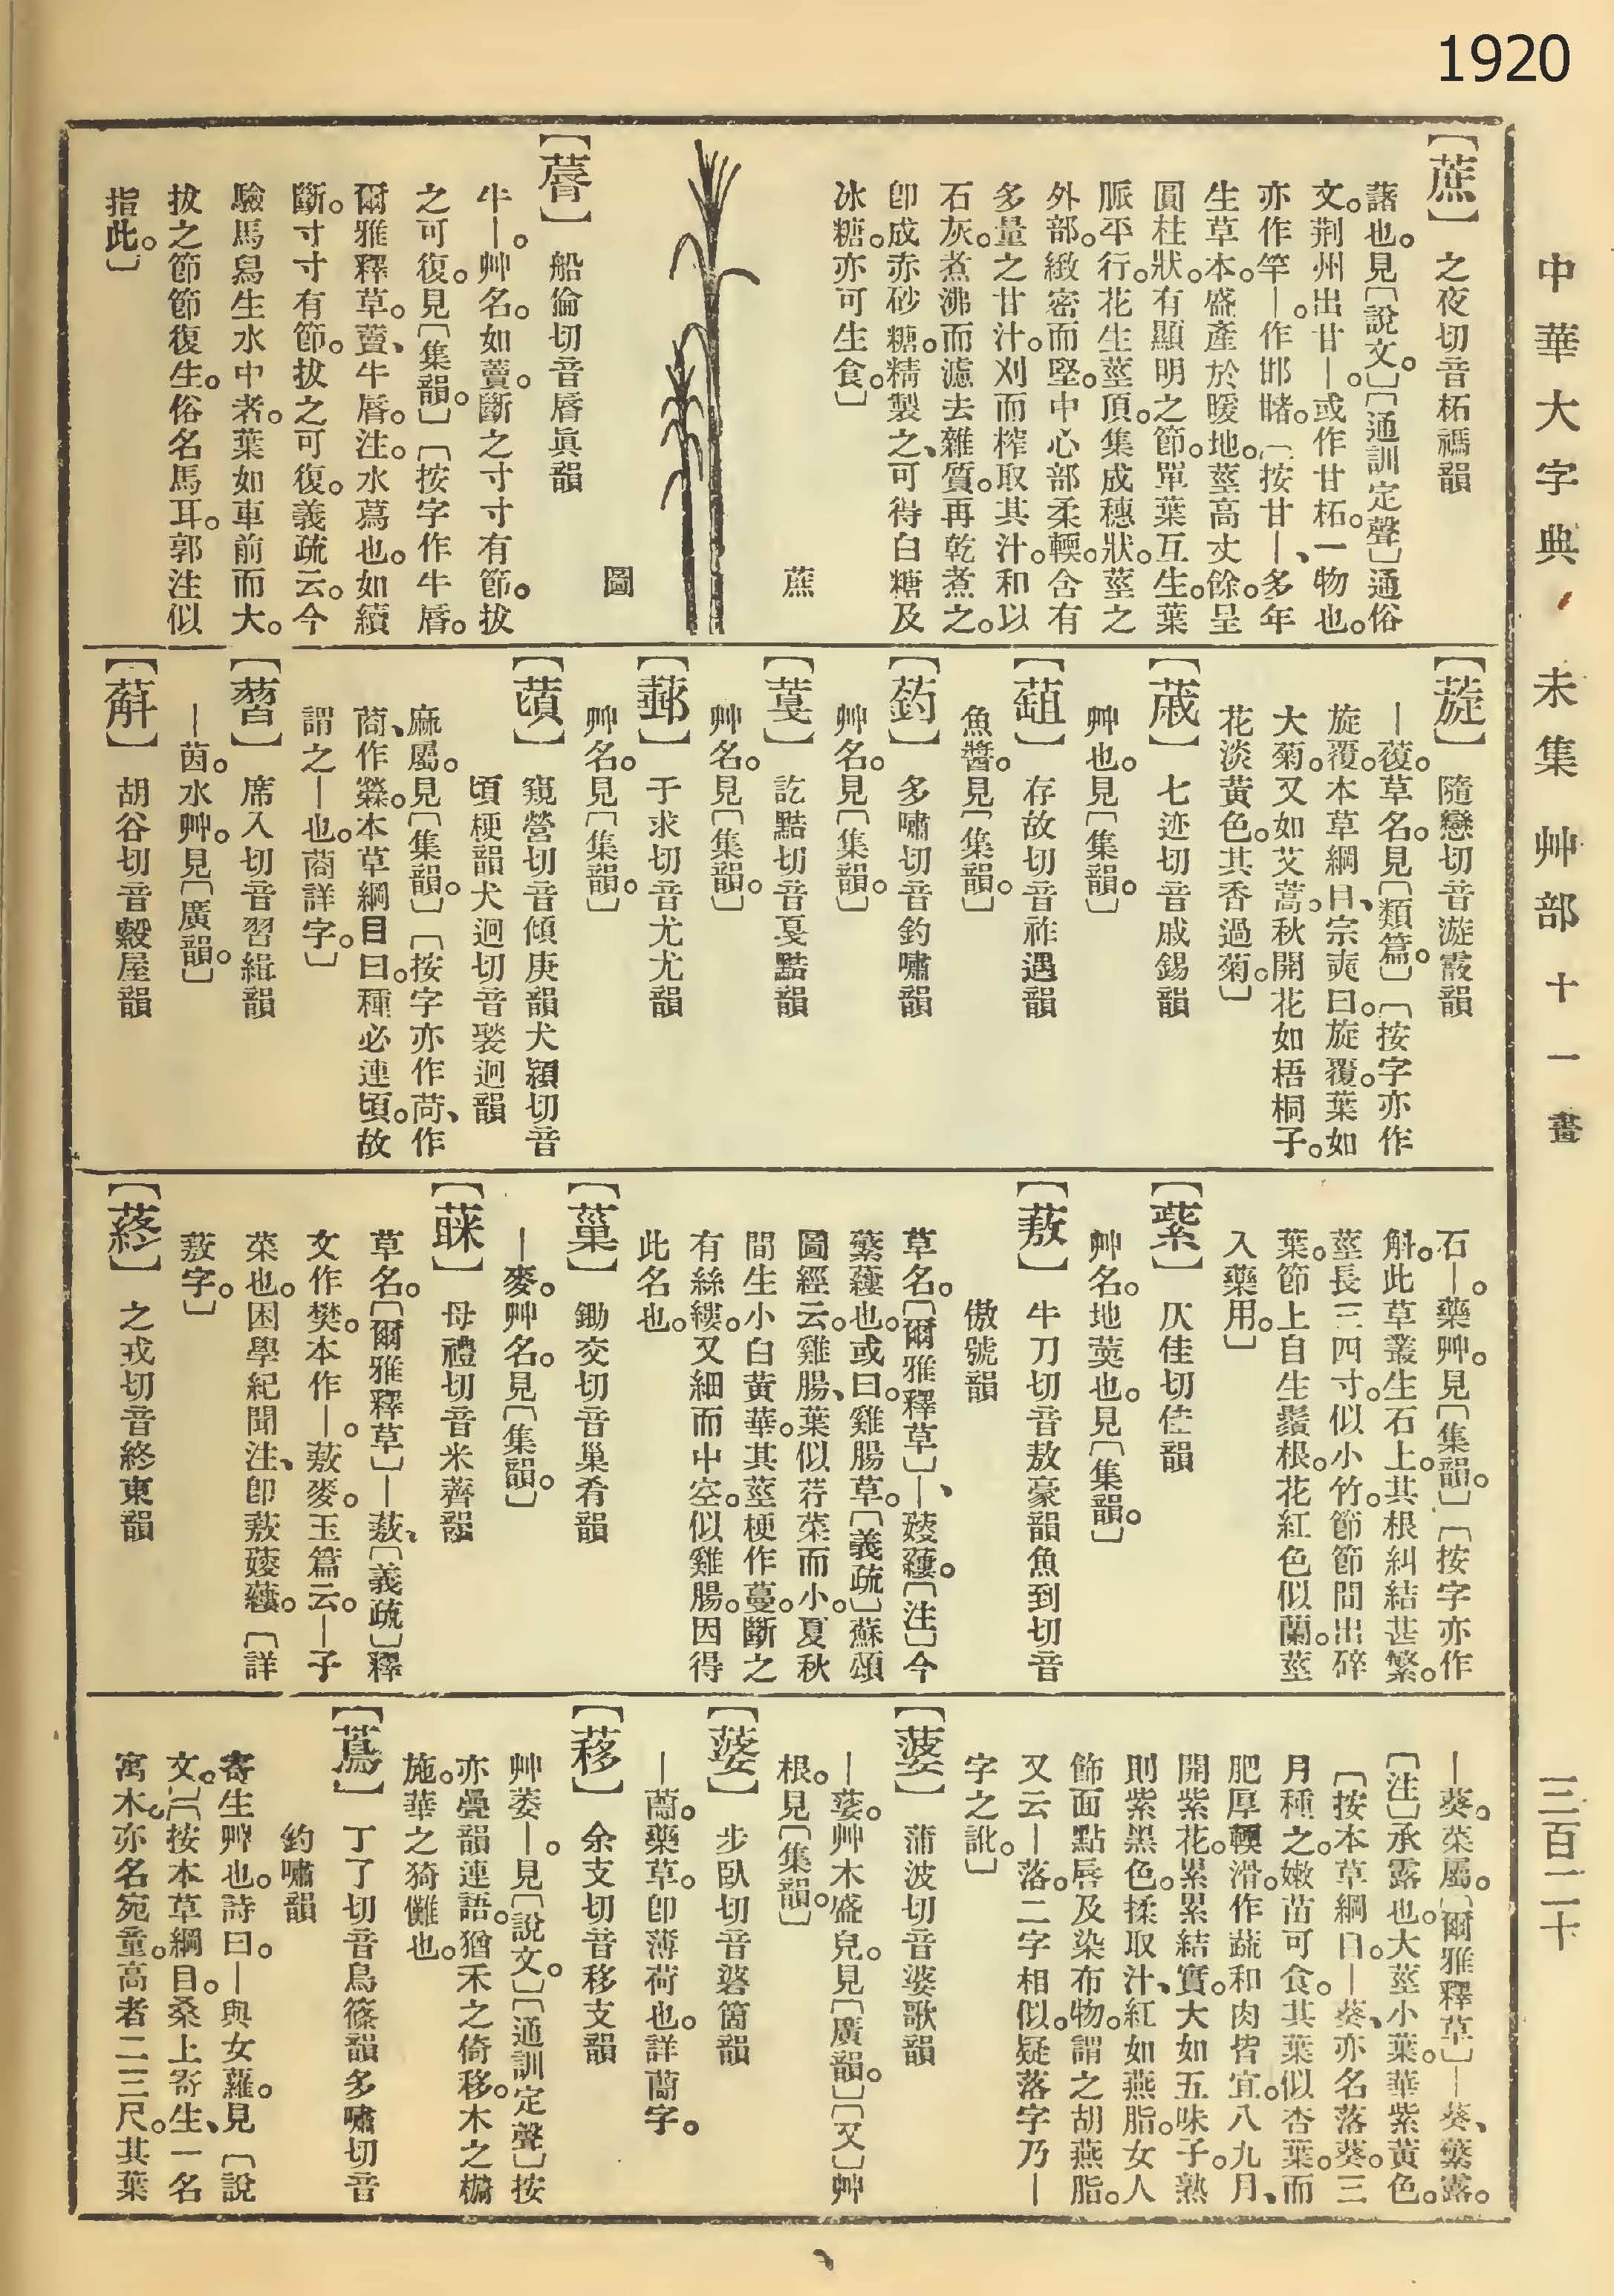 1920
中華大字典
未集 艸部 十一畫
三百二十
【蔗】 之夜切音柘禡韻
藷也。見〔說文。〕〔通訓定聲〕通俗
文。荆州出甘―。或作甘柘。一物也。
亦作竿―。作邯睹。〔按甘―、多年
生草本。盛產於暖地。莖高丈餘。呈
圓柱狀。有顯明之節。單葉互生。葉
脈平行。花生莖頂。集成穗狀。莖之
外部。緻密而堅。中心部柔輭。含有
多量之甘汁。刈而榨取其汁。和以
石灰。煮沸而濾去雜質。再乾煮之。
卽成赤砂糖。精製之、可得白糖及
冰糖。亦可生食。〕
蔗
圖
【蓐】 船倫切音脣眞韻
牛―。艸名。如藚。斷之寸寸有節。拔
之可復。見〔集韻。〕〔按字作牛脣。
爾雅釋草。藚、牛脣。注。水蕮也。如續
斷。寸寸有節。拔之可復。義疏云。今
驗馬舄生水中者。葉如車前而大。
拔之節節復生。俗名馬耳。郭注似
指此。〕
【蔙】 隨戀切音漩霰韻
―蕧。草名。見〔類篇。〕〔按字亦作
旋覆。本草綱目、宗奭曰。旋覆。葉如
大菊。又如艾蒿。秋開花如梧桐子。
花淡黃色。其香過菊。〕
【蔵】 七迹切音戚錫韻
艸也。見〔集韻。〕
【蒩】 存故切音祚遇韻
魚醬。見〔集韻。〕
【蔳】 多嘯切音釣嘯韻
艸名。見〔集韻。〕
【戞】 訖黠切音戛黠韻
艸名。見〔集韻。〕
【䓰】 于求切音尤尤韻
艸名。見〔集韻。〕
【䔛】 窺營切音傾庚韻犬潁切音
頃梗韻犬迥切音褧迥韻
麻屬。見〔集韻。〕〔按字亦作苘、作
䔛、作檾。本草綱目曰。種必連頃。故
謂之―也。䔛詳字。〕
【蓾】 席入切音習緝韻
―茵。水艸。見〔廣韻。〕
【蔛】 胡谷切音縠屋韻
石―。藥艸。見〔集韻。〕〔按字亦作
斛。此草叢生石上。其根糾結甚繁。
莖長三四寸。似小竹。節節間出碎
葉。節上自生鬚根。花紅色似蘭。莖
入藥用。〕
【蓔】 仄佳切佳韻
艸名。地䓞也。見〔集韻。〕
【蔜】 牛刀切音敖豪韻魚到切音
傲號韻
草名。〔爾雅釋草〕―、䕅䕩。〔注〕今
蘩蔞也。或曰。雞腸草。〔義疏〕蘇頌
圖經云。雞腸、葉似荇菜而小。夏秋
間生小白黃華。其莖梗作蔓。斷之
有絲縷。又細而中空。似雞腸。因得
此名也。
【䕃】 鋤交切音巢肴韻
―麥。艸名。見〔集韻。〕
【蔝】 母禮切音米薺韻
草名。〔爾雅釋草〕―蔜、〔義疏〕釋
文作䊳。本作―。蔜麥。玉篇云。―子
菜也。困學紀聞注、卽蔜䕅䕩。〔詳
蔜字。〕
【蔠】 之戎切音終東韻
―葵。菜屬。〔爾雅釋草〕―葵、蘩露。
〔注〕承露也。大莖小葉。華紫黃色。
〔按本草綱目。―葵、亦名落葵。三
月種之。嫩苗可食。其葉似杏葉。而
肥厚輭滑。作蔬和肉皆宜。八九月、
開紫花。累累結實。大如五味子。熟
則紫黑色。揉取汁、紅如燕脂。女人
飾面點唇及染布物。謂之胡燕脂。
又云―落。二字相似。疑落字乃―
字之訛。〕
【蔢】 蒲波切音婆歌韻
―䕦。艸木盛皃。見〔廣韻。〕〔又〕艸
根。見〔集韻。〕
【蔢】 步臥切音䃺箇韻
―䔉。藥草。卽薄荷也。詳䔉字。
【蓡】 余支切音移支韻
艸萎―。見〔說文。〕〔通訓定聲〕按
亦疊韻連語。猶禾之倚移。木之橠
施。華之猗儺也。
【蔦】 丁了切音鳥篠韻多嘯切音
釣嘯韻
寄生艸也。詩曰。―與女蘿。見〔說
文。〕〔按本草綱目。桑上寄生、一名
寓木。亦名宛童。高者二三尺。其葉